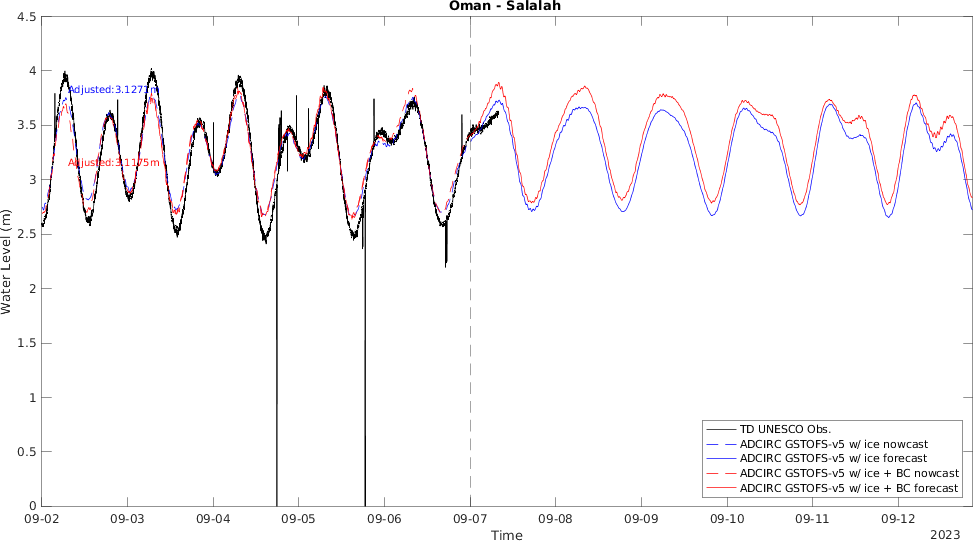 Oman - Salalah
4.5
4
3.5
3
2.5
2
1.5
1
0.5
0
Water Level (m)
Adjusted:3.1271m
Adjusted:3.1175m
TD UNESCO Obs.
ADCIRC GSTOFS-v5 w/ ice nowcast
ADCIRC GSTOFS-v5 w/ ice forecast
ADCIRC GSTOFS-v5 w/ ice + BC nowcast
ADCIRC GSTOFS-v5 w/ ice + BC forecast
09-02 09-03 09-04 09-05 09-06 09-07 09-08 09-09 09-10 09-11 09-12
Time
2023